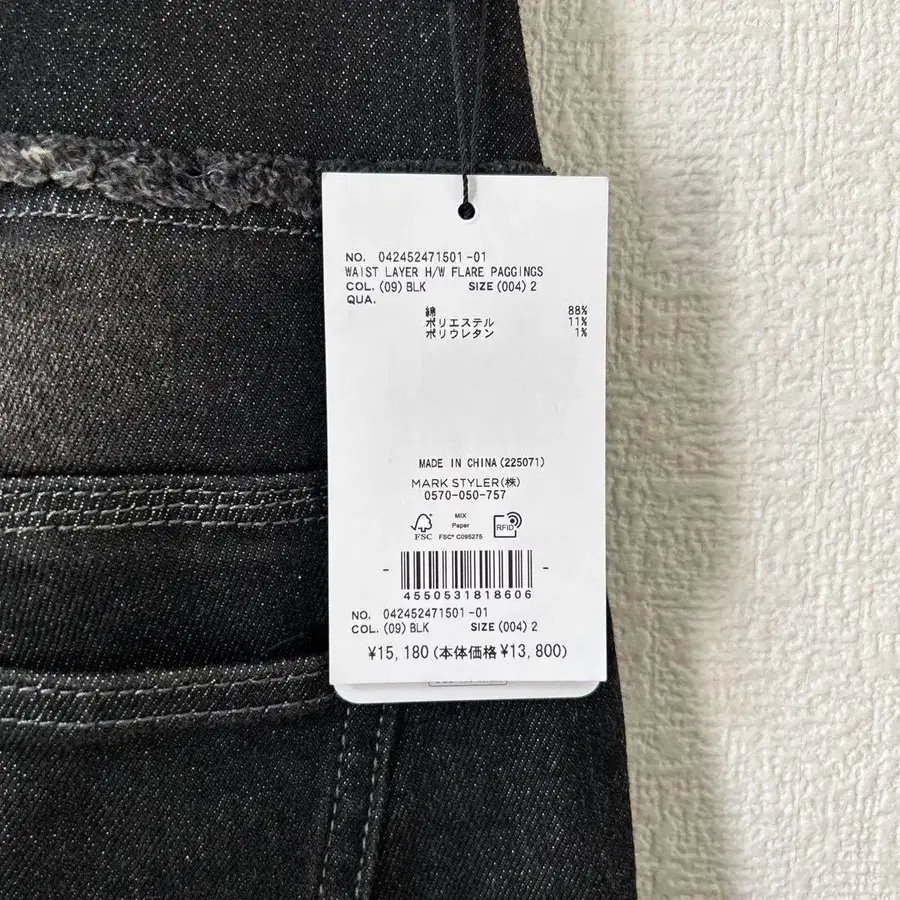 NO. 042452471501-01
WAIST LAYER H/W FLARE PAGGINGS
COL. (09) BLK SIZE (004) 2
QUA.
綿 88%
ポリエステル 11%
ポリウレタン 1%
MADE IN CHINA (225071)
MARK STYLER(株)
0570-050-757
FSC
MIX
Paper
FSC® C095275
RFID
4550531818606
NO. 042452471501-01
COL. (09) BLK SIZE (004) 2
¥15,180 (本体価格¥13,800)